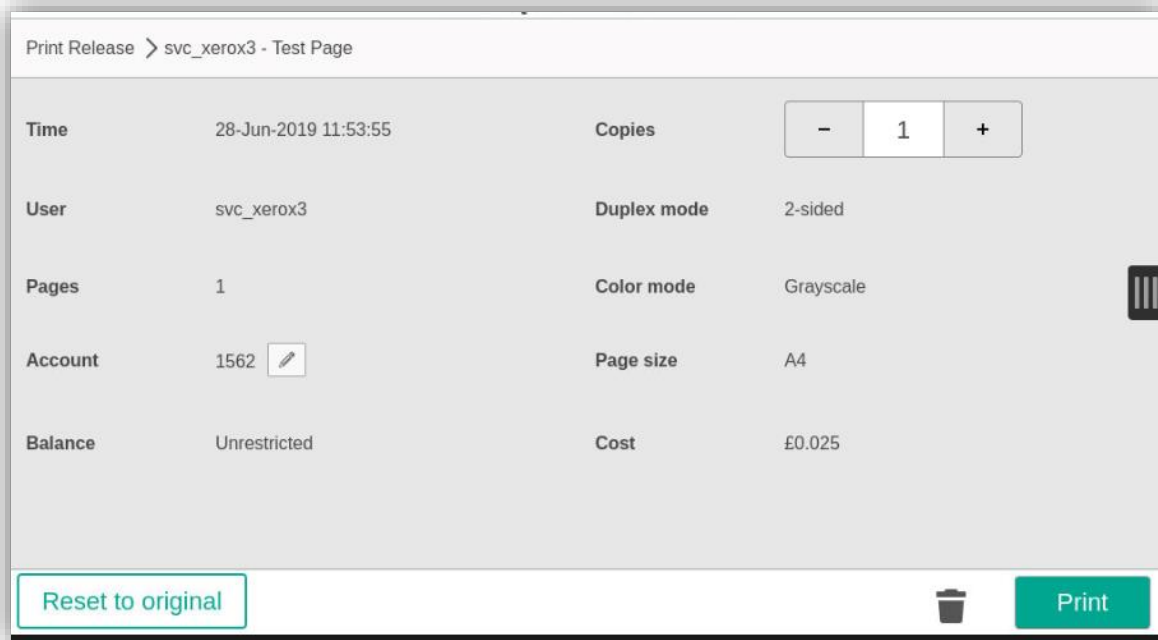 Print Release > svc_xerox3 - Test Page
Time 28-Jun-2019 11:53:55 Copies - 1 +
User svc_xerox3 Duplex mode 2-sided
Pages 1 Color mode Grayscale
Account 1562 Page size A4
Balance Unrestricted Cost £0.025
Reset to original Print